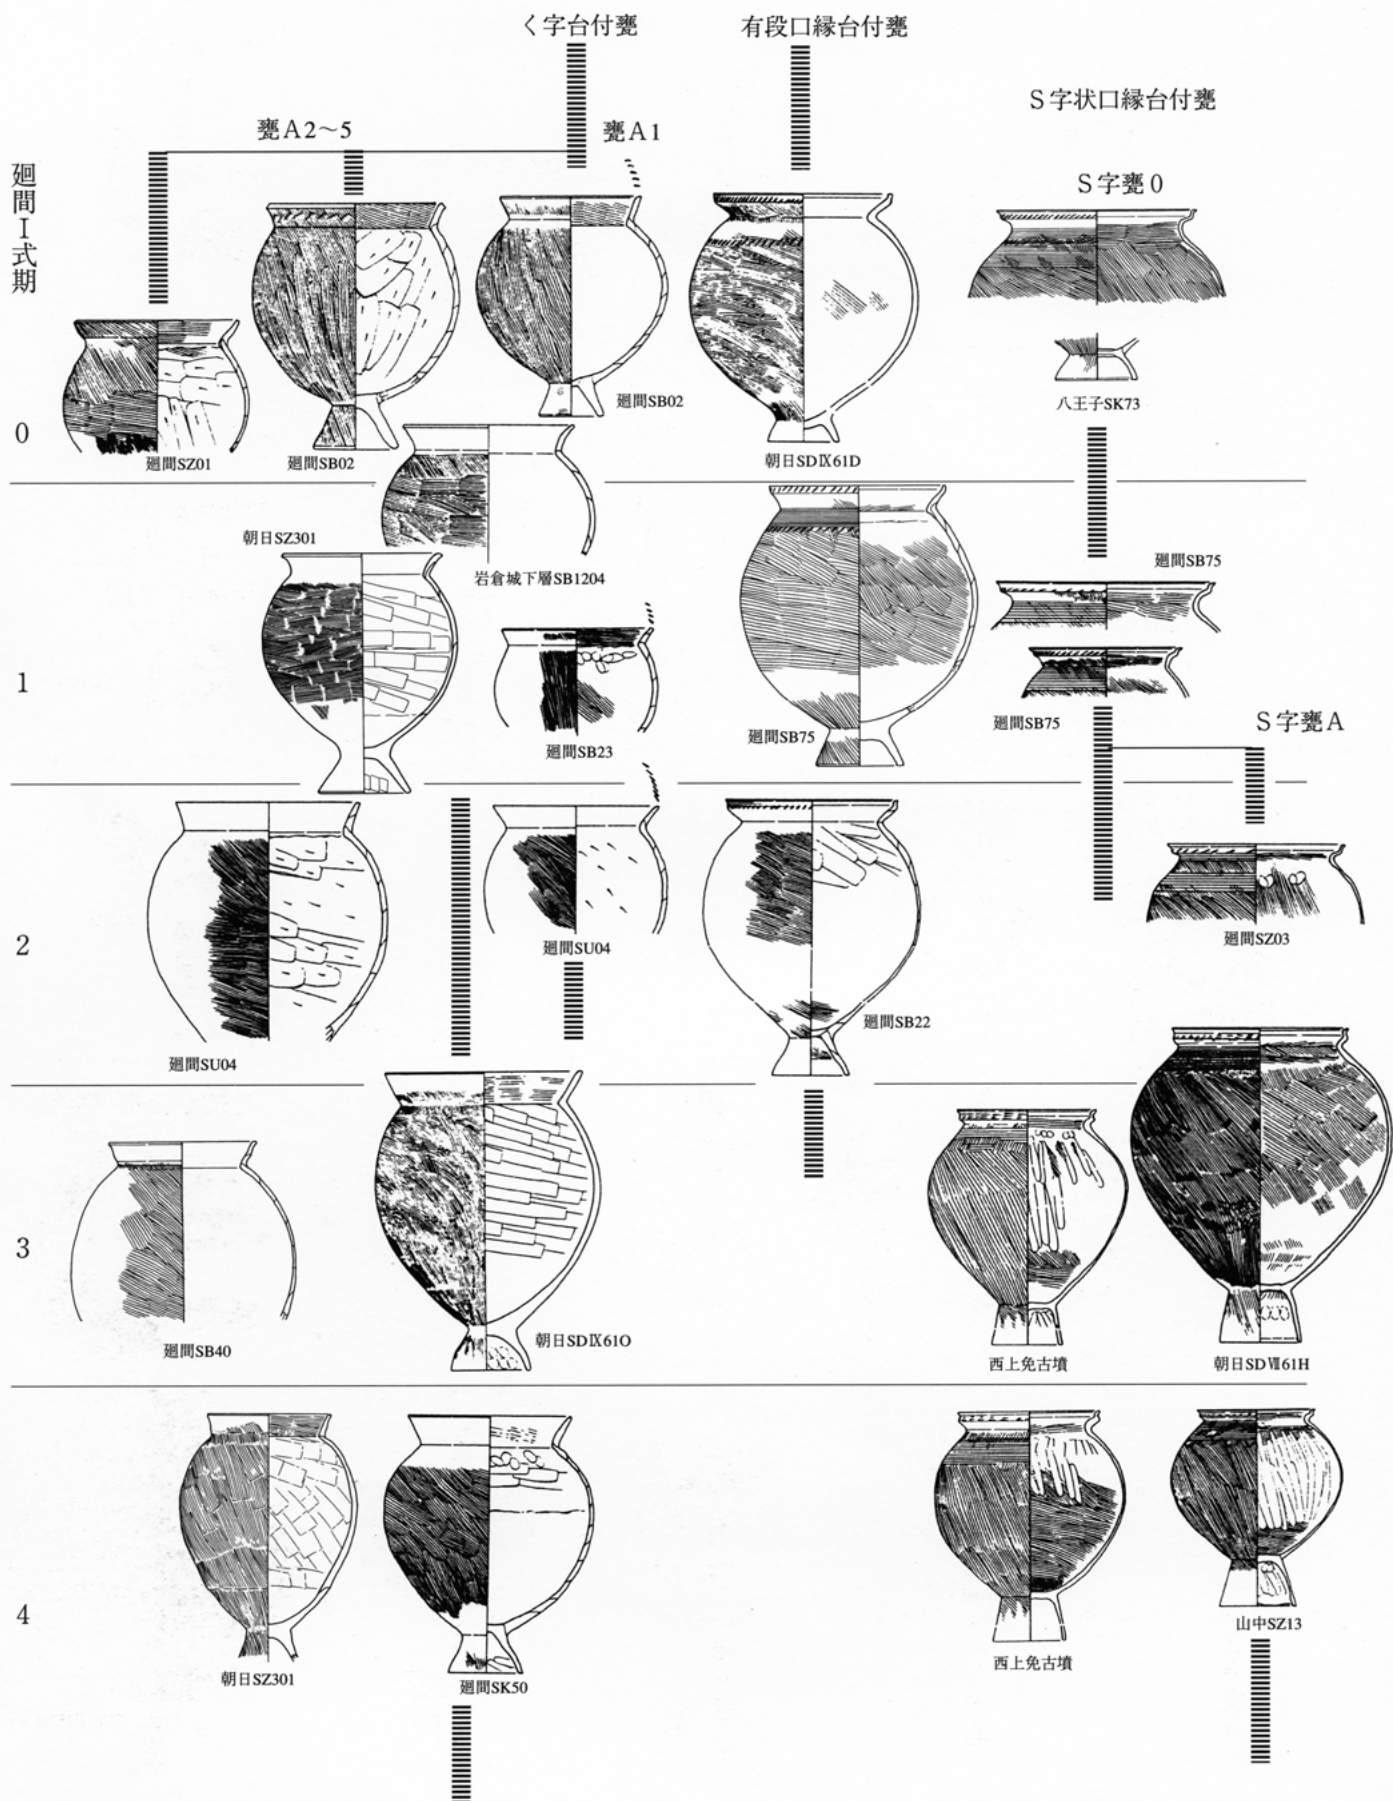 く字台付甕
有段口縁台付甕
S字状口縁台付甕
甕A2~5
甕A1
S字甕0
廻間Ⅰ式期
0
廻間SZ01
廻間SB02
廻間SB02
朝日SDⅨ61D
八王子SK73
1
朝日SZ301
岩倉城下層SB1204
廻間SB23
廻間SB75
廻間SB75
廻間SB75
S字甕A
2
廻間SU04
廻間SU04
廻間SB22
廻間SZ03
3
廻間SB40
朝日SDⅨ61O
西上免古墳
朝日SDⅦ61H
4
朝日SZ301
廻間SK50
西上免古墳
山中SZ13